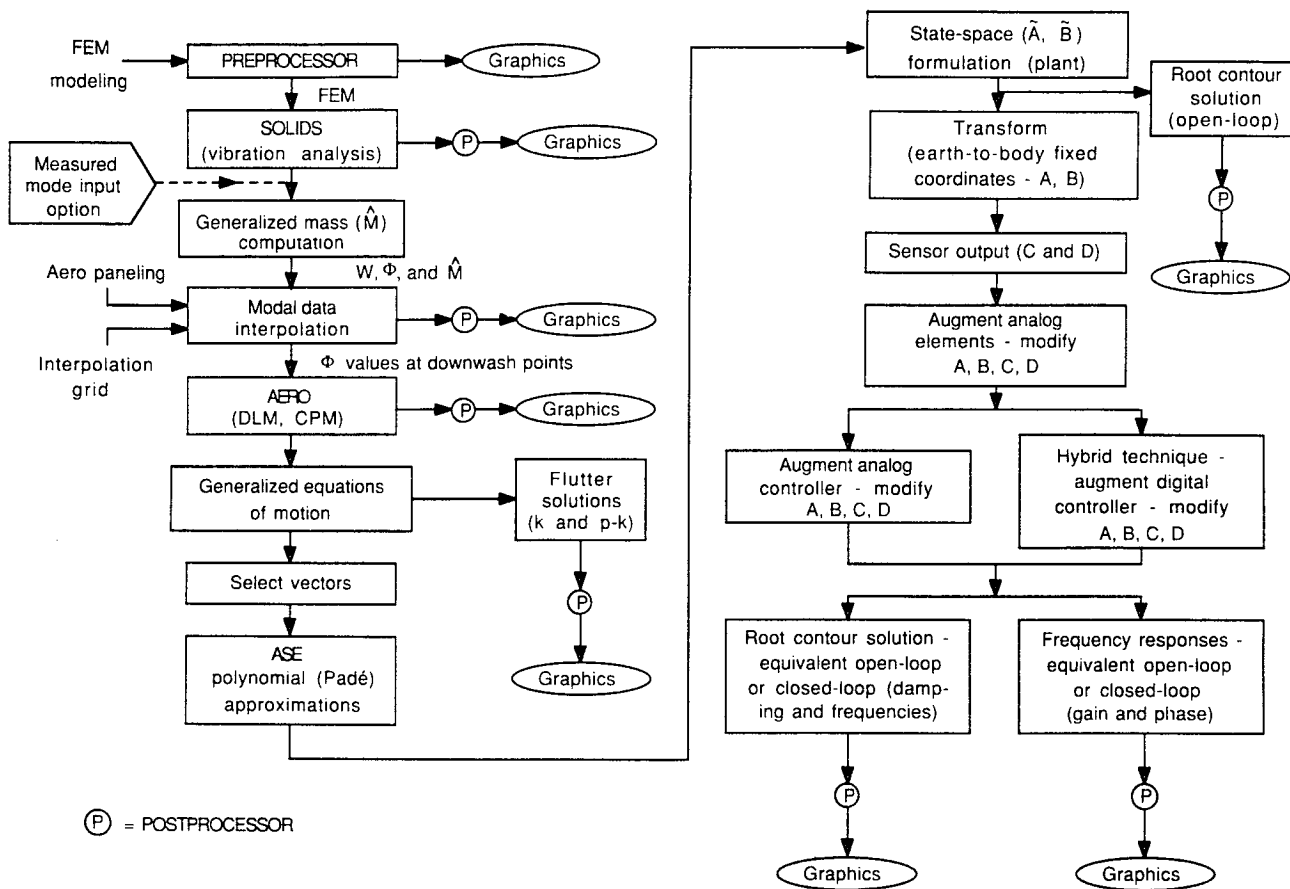 FEM
modeling
PREPROCESSOR
Graphics
FEM
SOLIDS
(vibration analysis)
P
Graphics
Measured
mode input
option
Generalized mass (M̂)
computation
Aero paneling
W, Φ, and M̂
Modal data
interpolation
P
Graphics
Interpolation
grid
Φ values at downwash points
AERO
(DLM, CPM)
P
Graphics
Generalized equations
of motion
Flutter
solutions
(k and p-k)
P
Graphics
Select vectors
ASE
polynomial (Padé)
approximations
P = POSTPROCESSOR
State-space (Ã, B̃)
formulation (plant)
Root contour
solution
(open-loop)
P
Graphics
Transform
(earth-to-body fixed
coordinates - A, B)
Sensor output (C and D)
Augment analog
elements - modify
A, B, C, D
Augment analog
controller - modify
A, B, C, D
Hybrid technique -
augment digital
controller - modify
A, B, C, D
Root contour solution -
equivalent open-loop
or closed-loop (damp-
ing and frequencies)
P
Graphics
Frequency responses -
equivalent open-loop
or closed-loop
(gain and phase)
P
Graphics